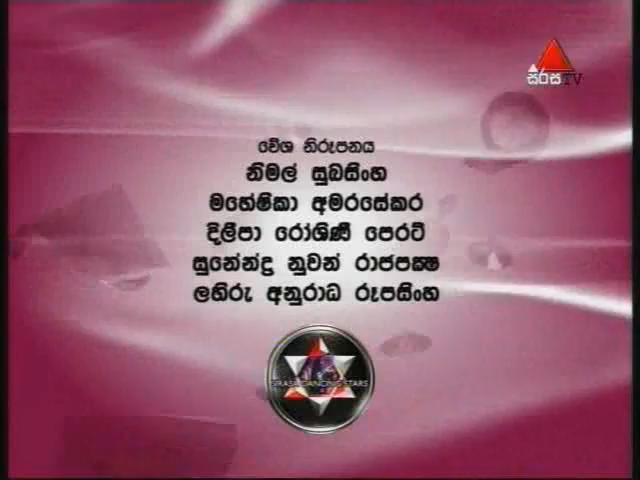 සිරස TV
වේශ නිරූපනය
නිමල් සුබසිංහ
මහේෂිකා අමරසේකර
දිලීපා රෝශිණී පෙරේරා
සුනේන්ද්‍ර නුවන් රාජපක්ෂ
ලහිරු අනුරාධ රූපසිංහ
SIRASA DANCING STARS